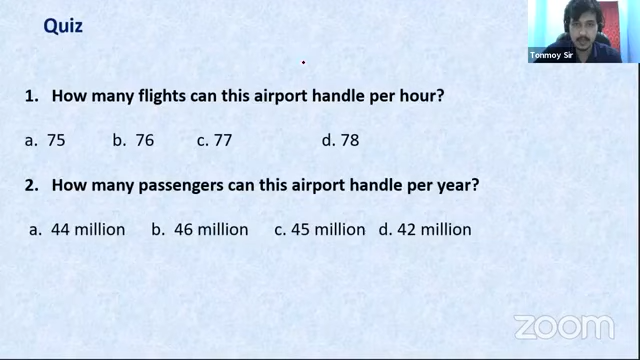 Quiz
Tonmoy Sir
1. How many flights can this airport handle per hour?
a. 75 b. 76 c. 77 d. 78
2. How many passengers can this airport handle per year?
a. 44 million b. 46 million c. 45 million d. 42 million
zoom